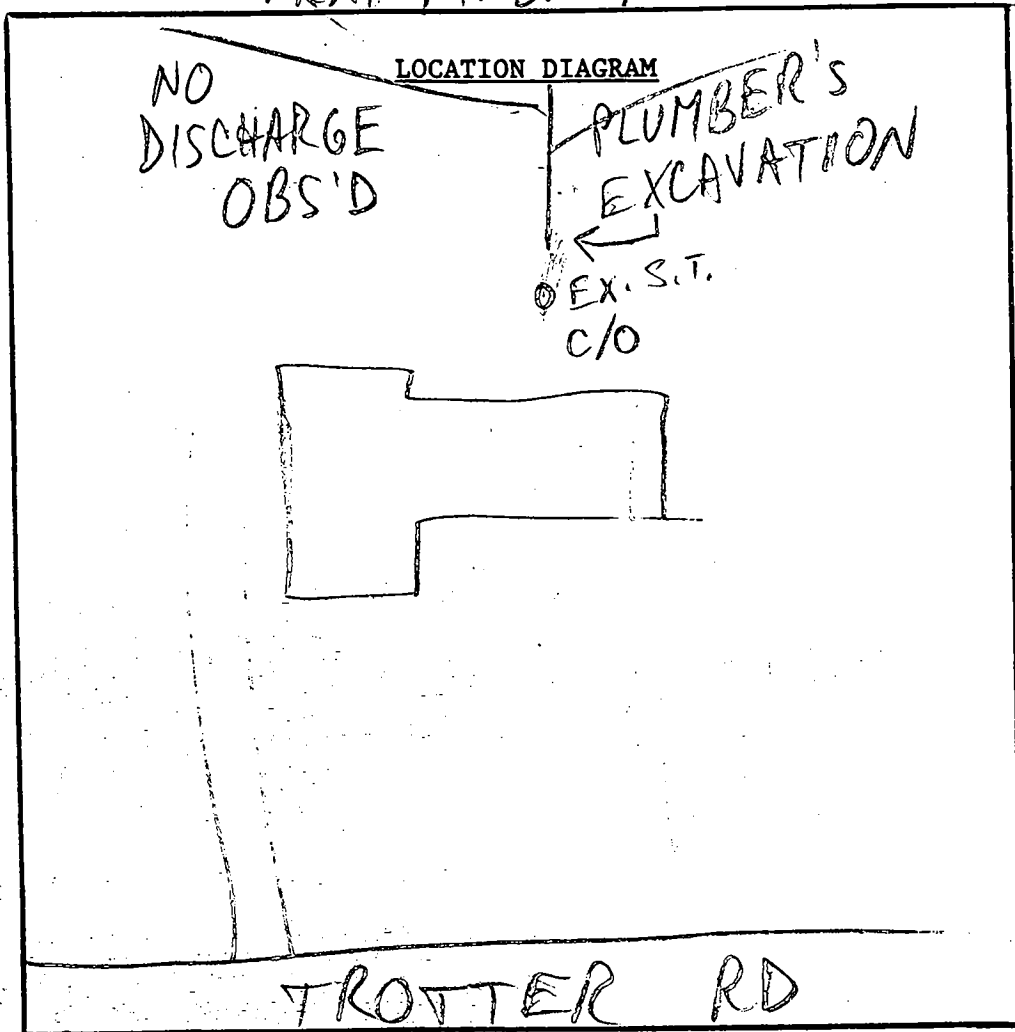 LOCATION DIAGRAM
NO
DISCHARGE
OBS'D
PLUMBER'S
EXCAVATION
EX. S.T.
C/O
TROTTER RD